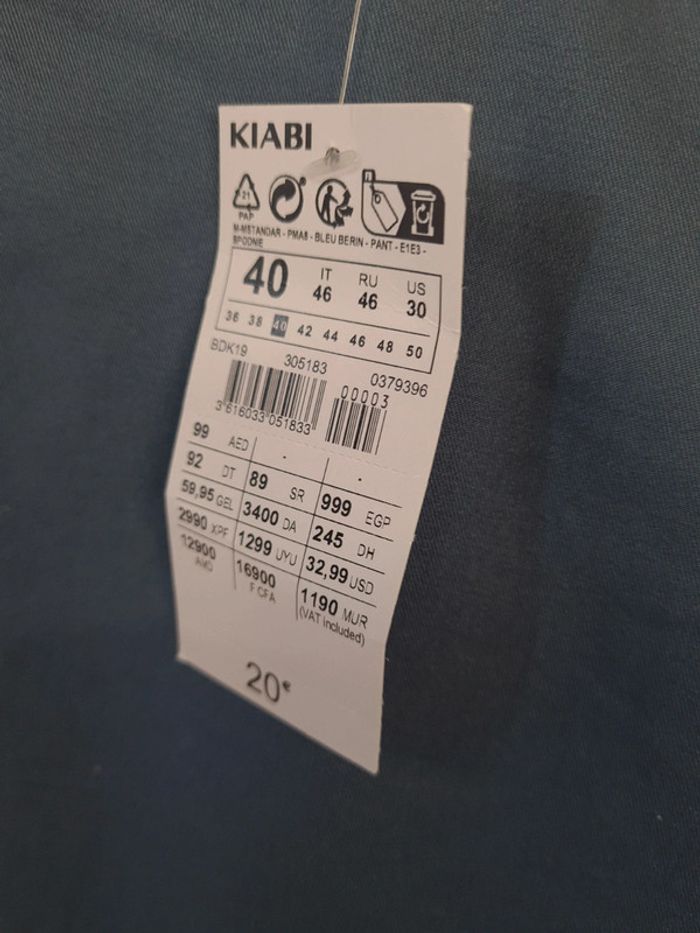 KIABI
21
PAP
M-MSTANDAR - PMA8 - BLEU BERIN - PANT - E1E3 -
SPODNIE
40 IT 46 RU 46 US 30
36 38 40 42 44 46 48 50
BDK19 305183 0379396
00003
3 616033 051833
99 AED - -
92 DT 89 SR 999 EGP
59,95 GEL 3400 DA 245 DH
2990 XPF 1299 UYU 32,99 USD
12900 AMD 16900 F CFA 1190 MUR
(VAT included)
20€